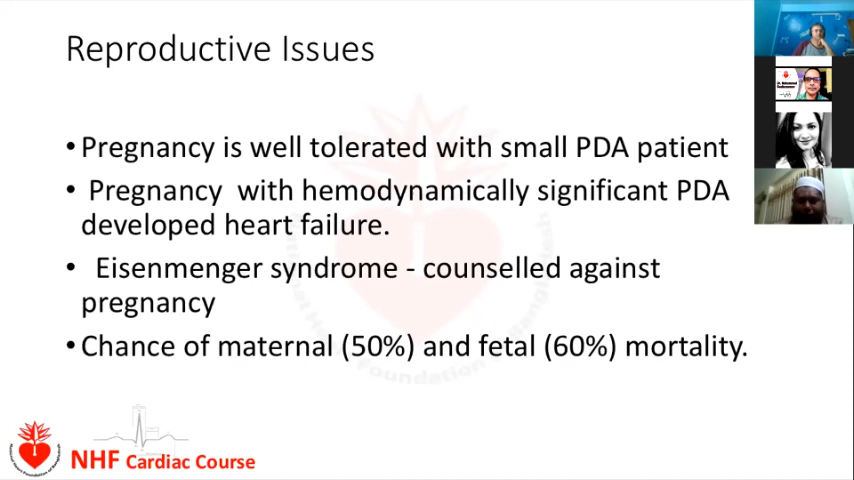 Reproductive Issues
• Pregnancy is well tolerated with small PDA patient
• Pregnancy with hemodynamically significant PDA
developed heart failure.
• Eisenmenger syndrome - counselled against
pregnancy
• Chance of maternal (50%) and fetal (60%) mortality.
Foundation
NHF Cardiac Course